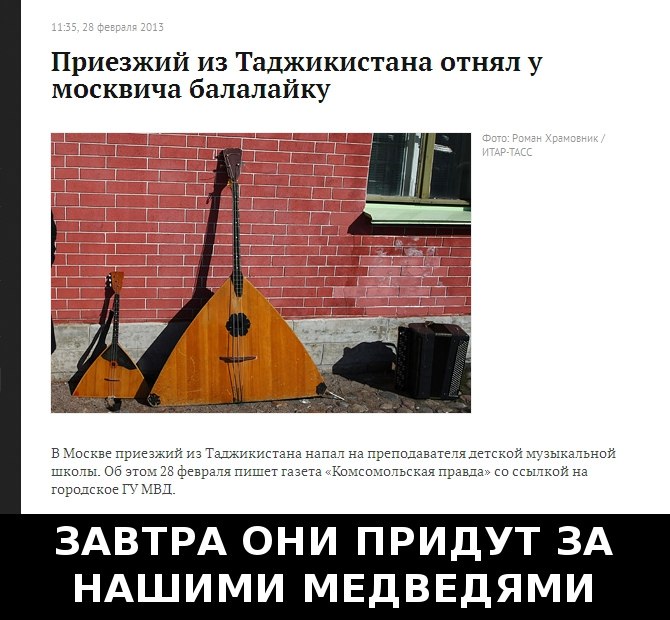 11:35, 28 февраля 2013
Приезжий из Таджикистана отнял у
москвича балалайку
Фото: Роман Храмовник /
ИТАР-ТАСС
В Москве приезжий из Таджикистана напал на преподавателя детской музыкальной
школы. Об этом 28 февраля пишет газета «Комсомольская правда» со ссылкой на
городское ГУ МВД.
ЗАВТРА ОНИ ПРИДУТ ЗА
НАШИМИ МЕДВЕДЯМИ